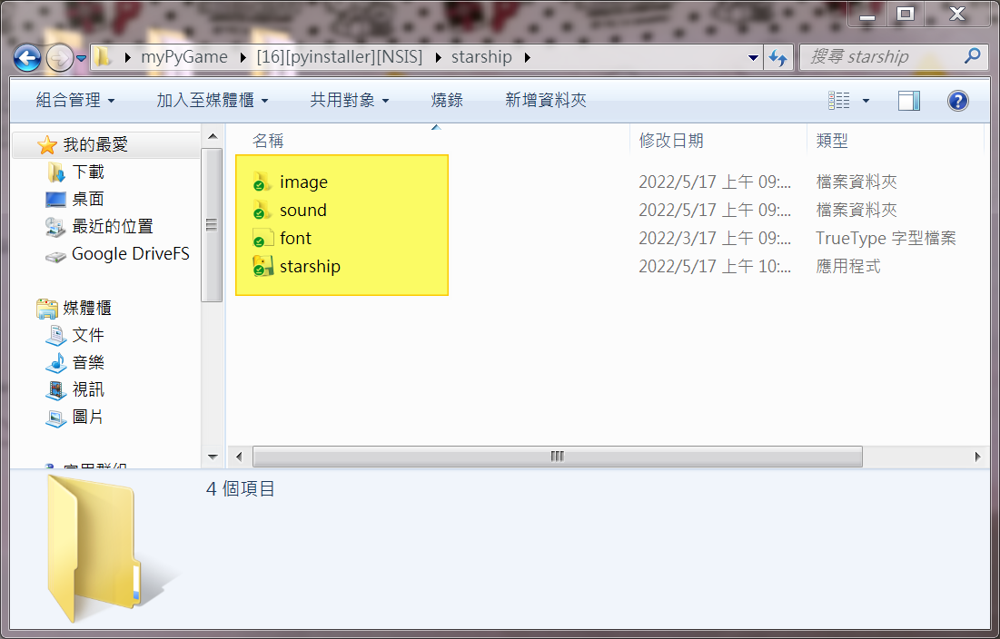 myPyGame [16][pyinstaller][NSIS] starship
搜尋 starship
組合管理 加入至媒體櫃 共用對象 燒錄 新增資料夾
名稱 修改日期 類型
我的最愛
下載
桌面
最近的位置
Google DriveFS
媒體櫃
文件
音樂
視訊
圖片
image 2022/5/17 上午 09:... 檔案資料夾
sound 2022/5/17 上午 09:... 檔案資料夾
font 2022/3/17 上午 09:... TrueType 字型檔案
starship 2022/5/17 上午 10:... 應用程式
4 個項目